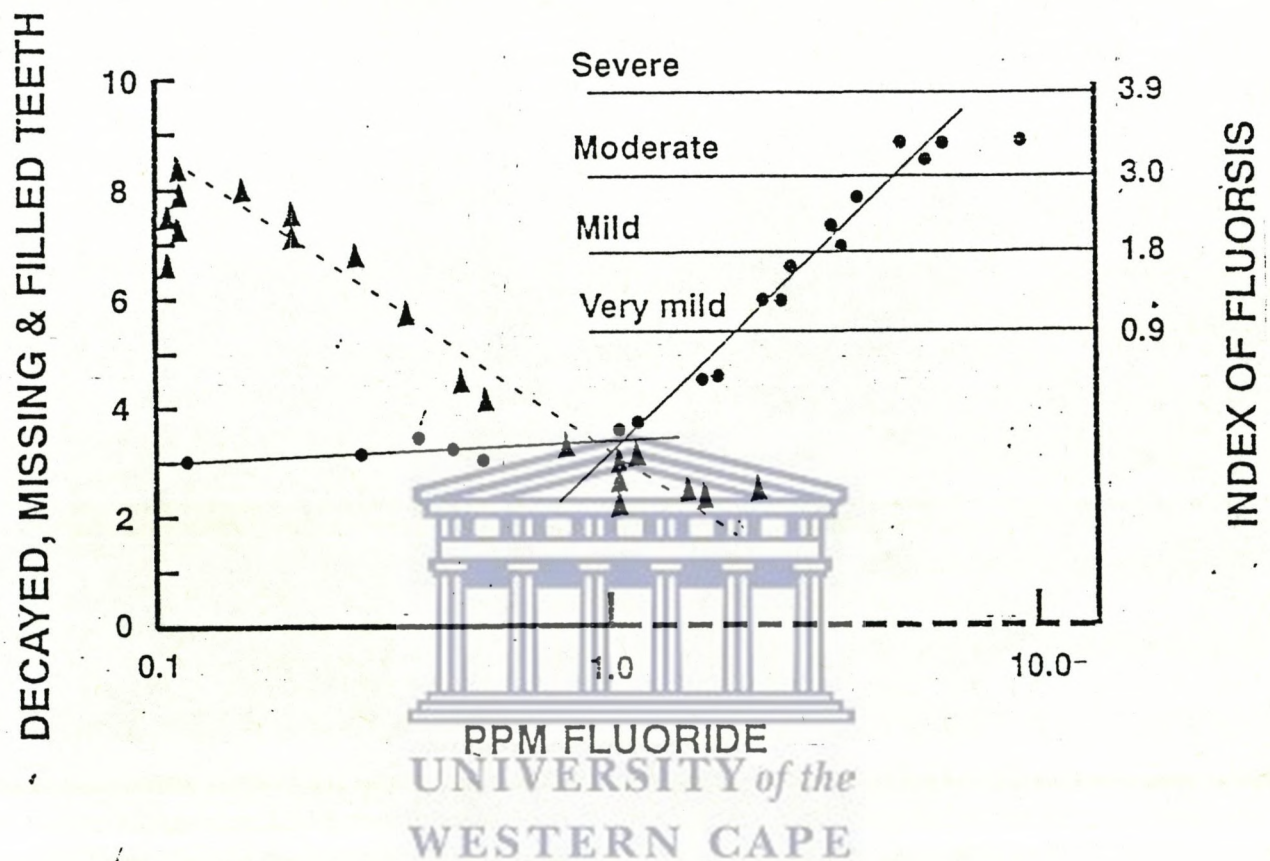 DECAYED, MISSING & FILLED TEETH
10
8
6
4
2
0
Severe
Moderate
Mild
Very mild
3.9
3.0
1.8
0.9
INDEX OF FLUORSIS
0.1
1.0
10.0-
PPM FLUORIDE
UNIVERSITY of the
WESTERN CAPE